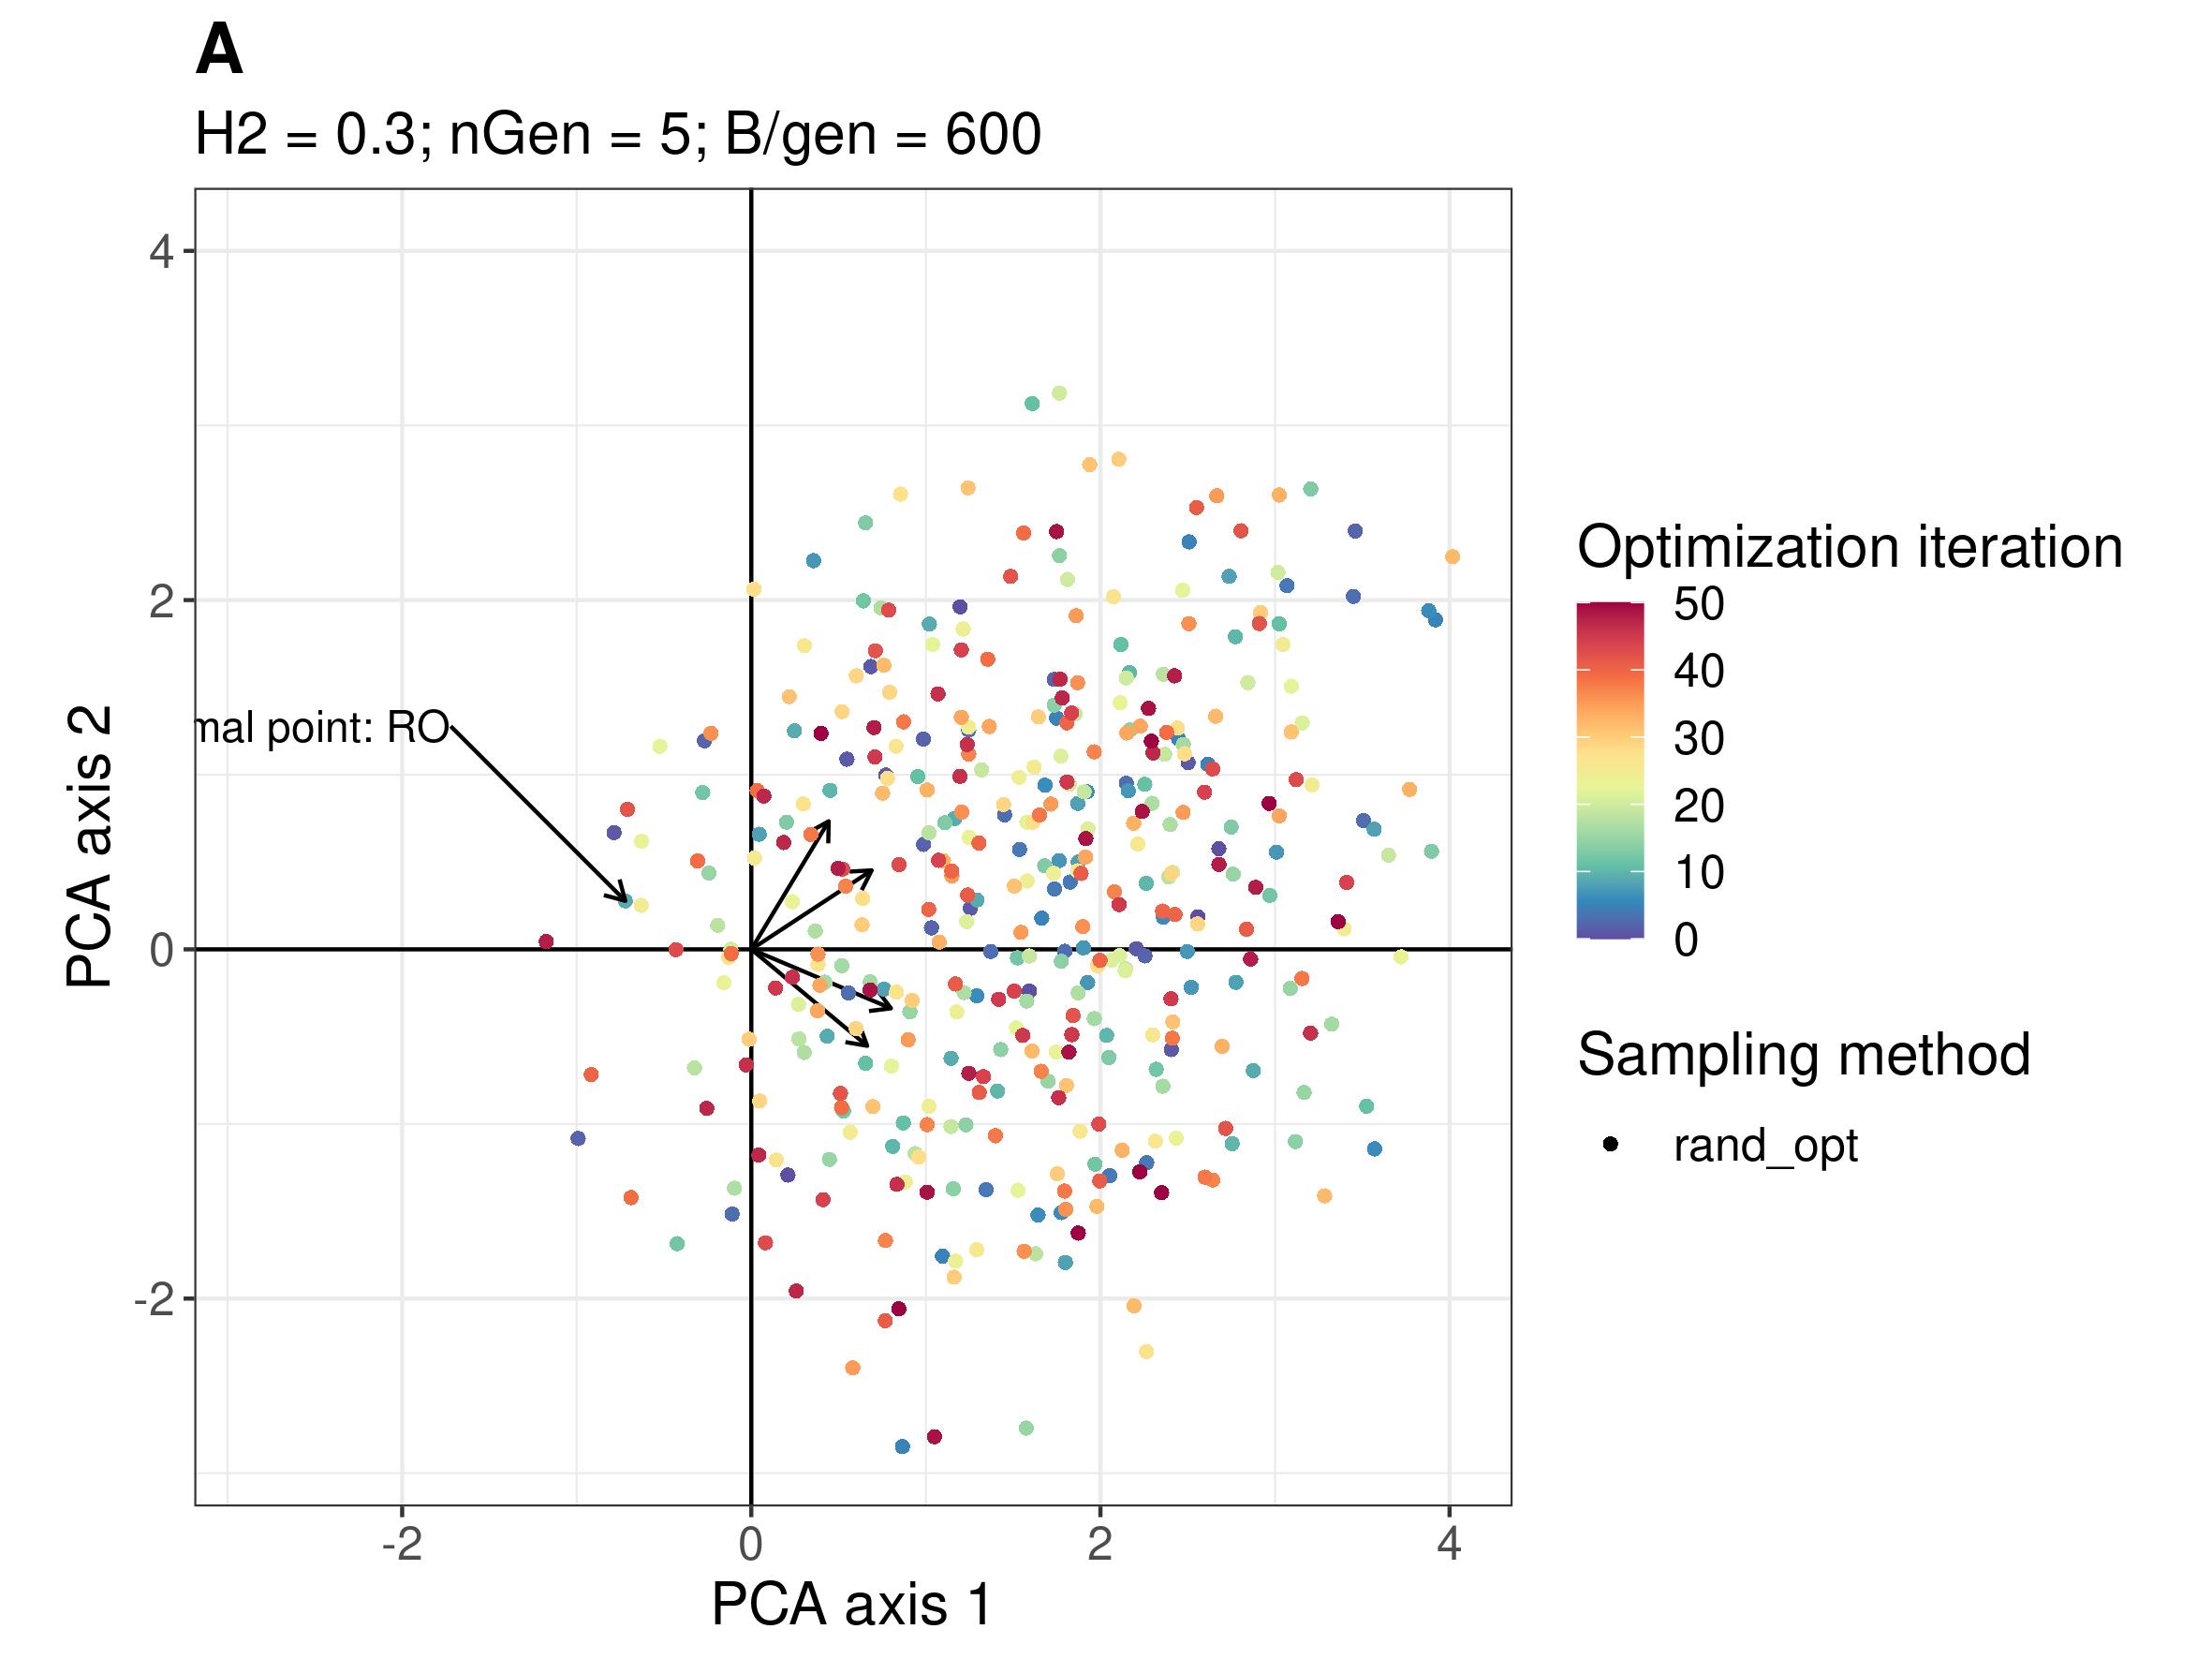 A
H2 = 0.3; nGen = 5; B/gen = 600
4
2
0
-2
-2
0
2
4
PCA axis 1
PCA axis 2
mal point: RO
Optimization iteration
50
40
30
20
10
0
Sampling method
rand_opt